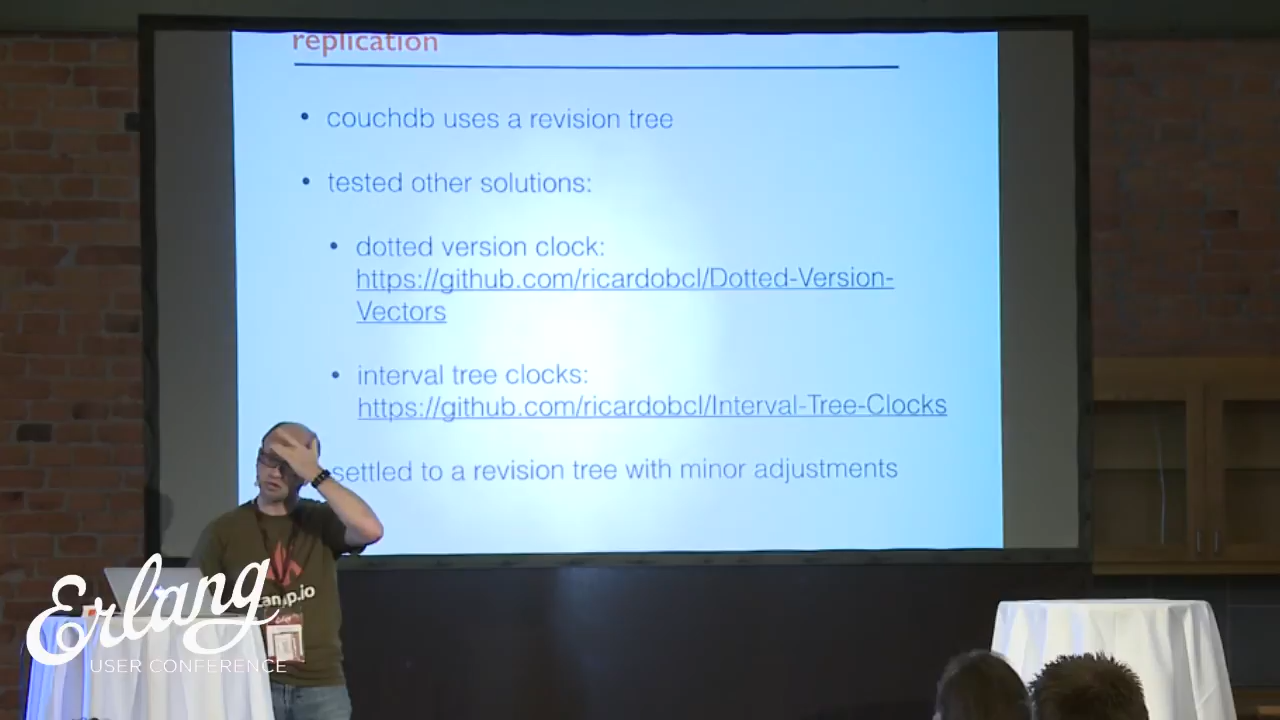 replication
• couchdb uses a revision tree
• tested other solutions:
• dotted version clock:
https://github.com/ricardobcl/Dotted-Version-
Vectors
• interval tree clocks:
https://github.com/ricardobcl/Interval-Tree-Clocks
settled to a revision tree with minor adjustments
Erlang
USER CONFERENCE